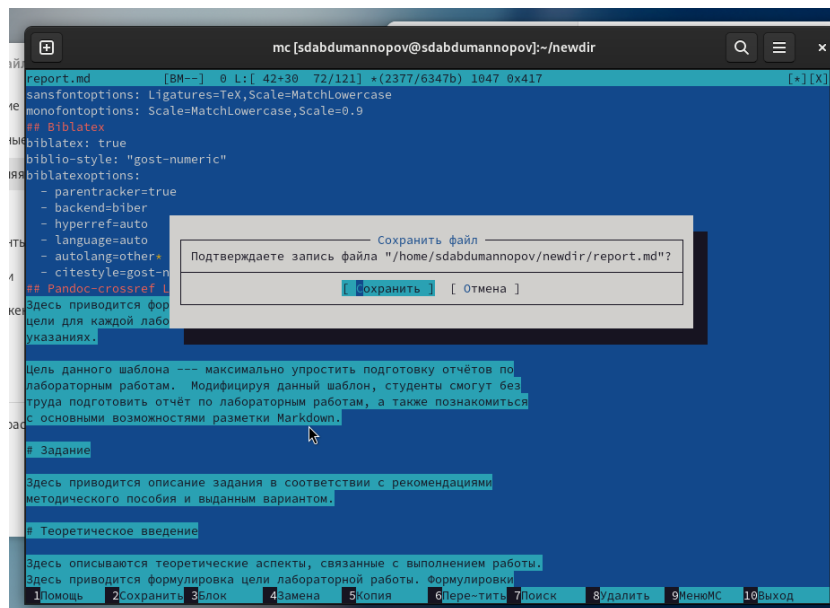 mc [sdabdumannopov@sdabdumannopov]:~/newdir
report.md [BM--] 0 L:[ 42+30 72/121] *(2377/6347b) 1047 0x417 [*][X]
sansfontoptions: Ligatures=TeX,Scale=MatchLowercase
monofontoptions: Scale=MatchLowercase,Scale=0.9
## Biblatex
biblatex: true
biblio-style: "gost-numeric"
biblatexoptions:
- parentracker=true
- backend=biber
- hyperref=auto
- language=auto
- autolang=other*
- citestyle=gost-n
## Pandoc-crossref L
Сохранить файл
Подтверждаете запись файла "/home/sdabdumannopov/newdir/report.md"?
[ Сохранить ] [ Отмена ]
Здесь приводится фор
цели для каждой лабо
указаниях.
Цель данного шаблона --- максимально упростить подготовку отчётов по
лабораторным работам. Модифицируя данный шаблон, студенты смогут без
труда подготовить отчёт по лабораторным работам, а также познакомиться
с основными возможностями разметки Markdown.
# Задание
Здесь приводится описание задания в соответствии с рекомендациями
методического пособия и выданным вариантом.
# Теоретическое введение
Здесь описываются теоретические аспекты, связанные с выполнением работы.
Здесь приводится формулировка цели лабораторной работы. Формулировки
1Помощь 2Сохранить 3Блок 4Замена 5Копия 6Пере~тить 7Поиск 8Удалить 9МенюМС 10Выход